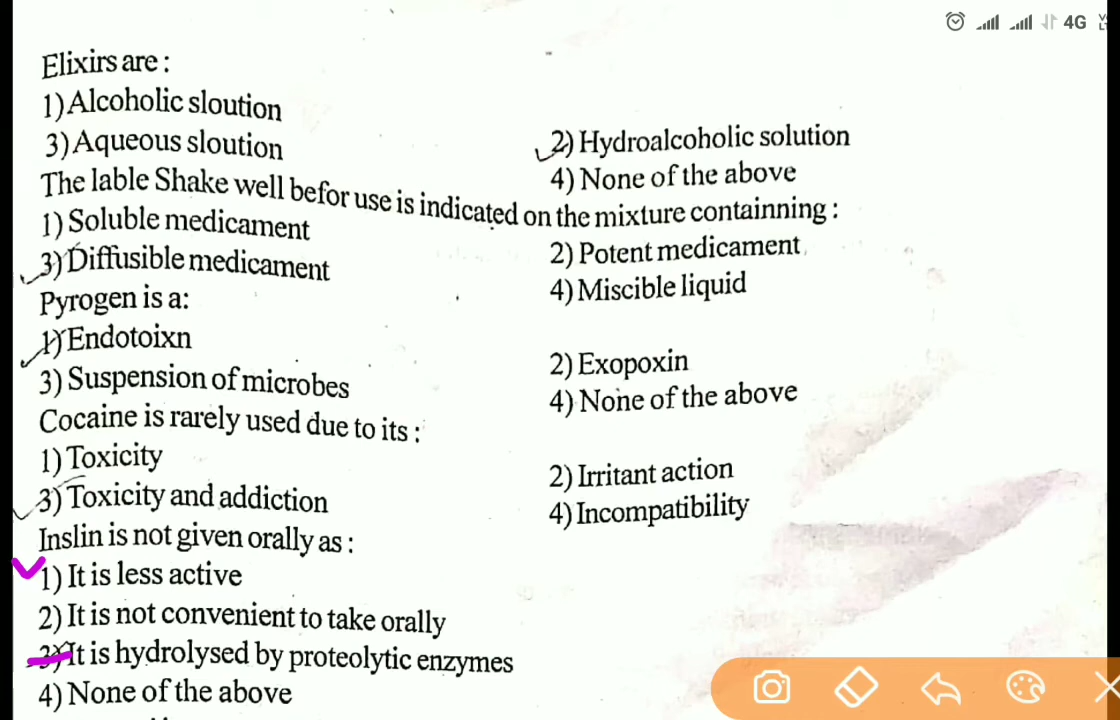 4G
Elixirs are :
1) Alcoholic sloution
2) Hydroalcoholic solution
3) Aqueous sloution
4) None of the above
The lable Shake well befor use is indicated on the mixture containning :
1) Soluble medicament
2) Potent medicament
3) Diffusible medicament
4) Miscible liquid
Pyrogen is a:
1) Endotoixn
2) Exopoxin
3) Suspension of microbes
4) None of the above
Cocaine is rarely used due to its :
1) Toxicity
2) Irritant action
3) Toxicity and addiction
4) Incompatibility
Inslin is not given orally as :
1) It is less active
2) It is not convenient to take orally
3) It is hydrolysed by proteolytic enzymes
4) None of the above